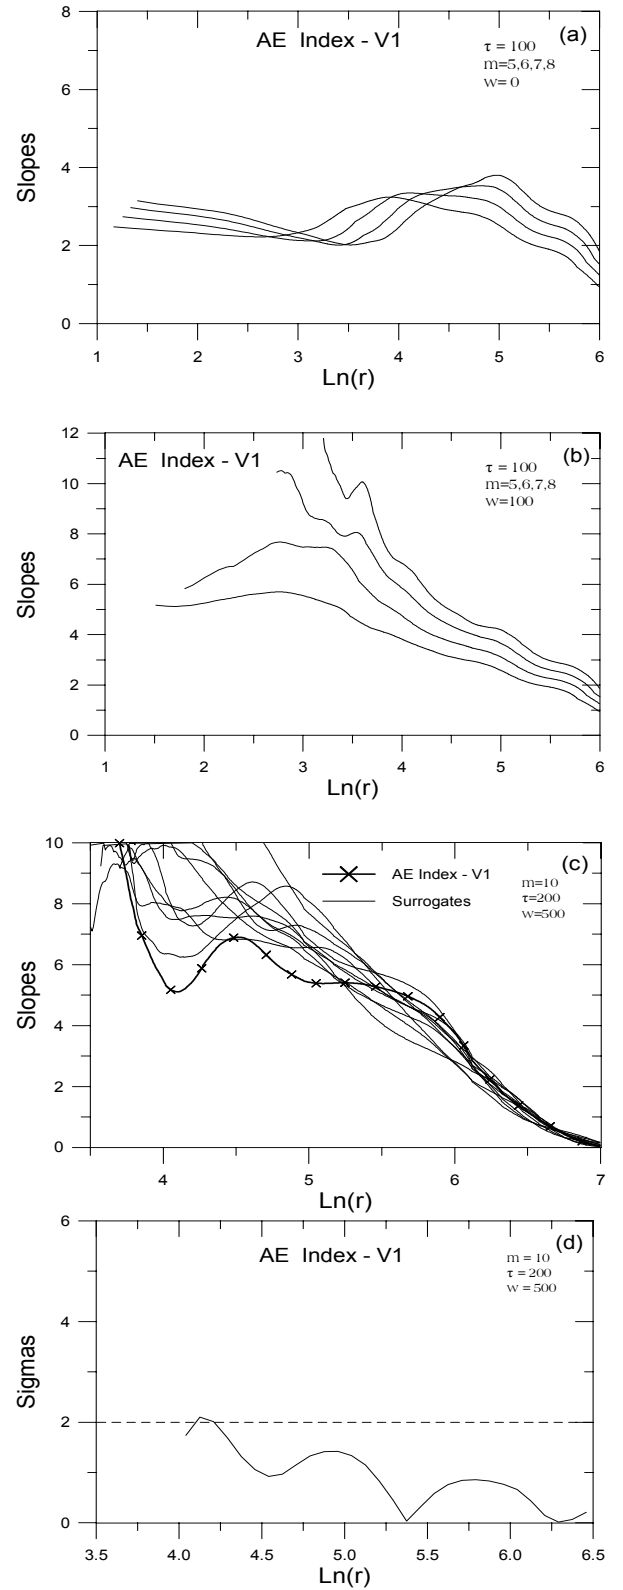 8
6
4
2
0
Slopes
AE Index - V1
(a)
τ = 100
m=5,6,7,8
w= 0
1 2 3 4 5 6
Ln(r)
12
10
8
6
4
2
0
Slopes
AE Index - V1
(b)
τ = 100
m=5,6,7,8
w=100
1 2 3 4 5 6
Ln(r)
10
8
6
4
2
0
Slopes
AE Index - V1
Surrogates
(c)
m=10
τ=200
w=500
4 5 6 7
Ln(r)
6
4
2
0
Sigmas
AE Index - V1
(d)
m = 10
τ = 200
w = 500
3.5 4.0 4.5 5.0 5.5 6.0 6.5
Ln(r)